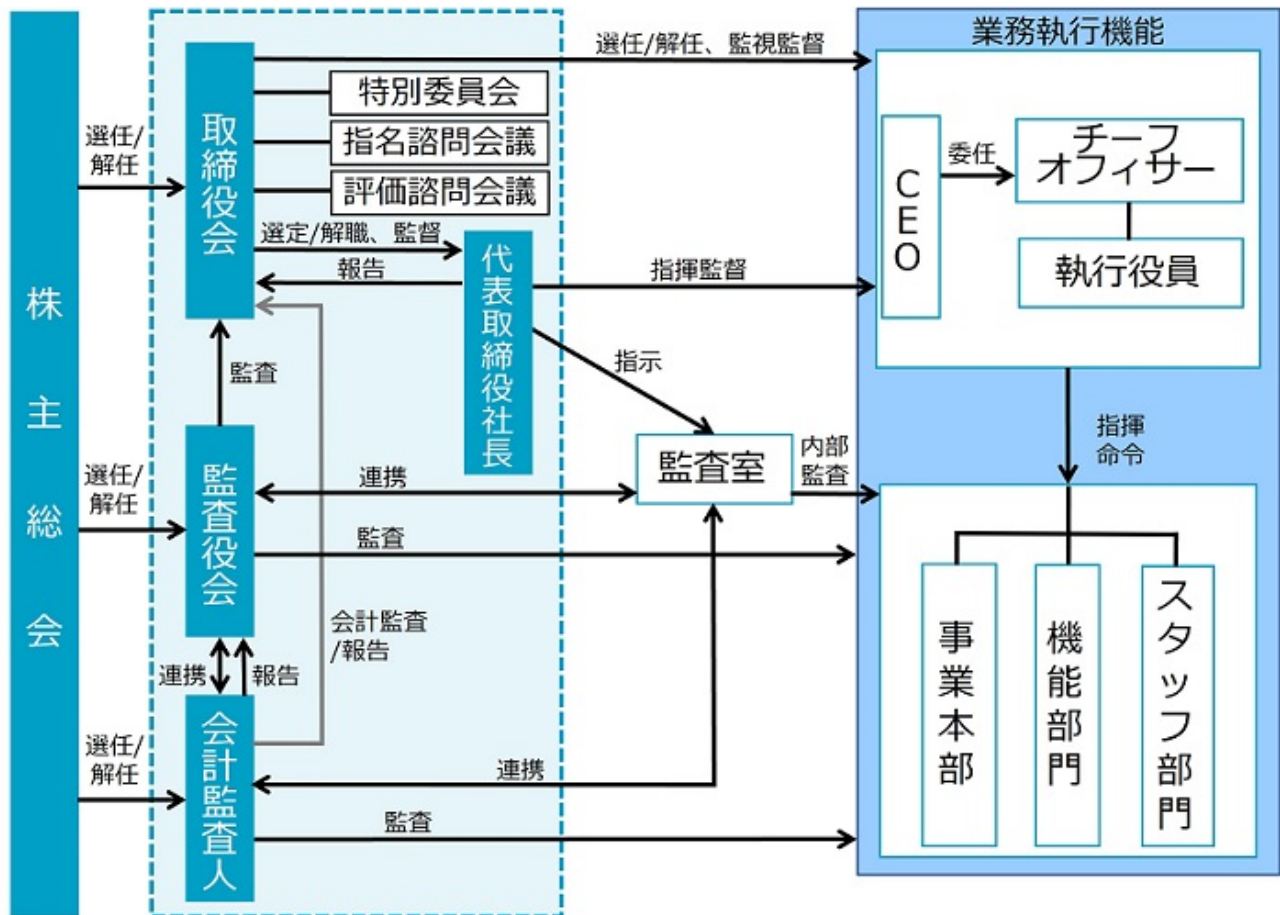 株主総会
選任/
解任
選任/
解任
選任/
解任
取締役会
特別委員会
指名諮問会議
評価諮問会議
選定/解職、監督
報告
代表取締役社長
監査
監査役会
連携
報告
会計監査
/報告
会計監査人
選任/解任、監視監督
指揮監督
指示
監査室
内部
監査
連携
監査
連携
監査
業務執行機能
CEO
委任
チーフ
オフィサー
執行役員
指揮
命令
事業本部
機能部門
スタッフ部門